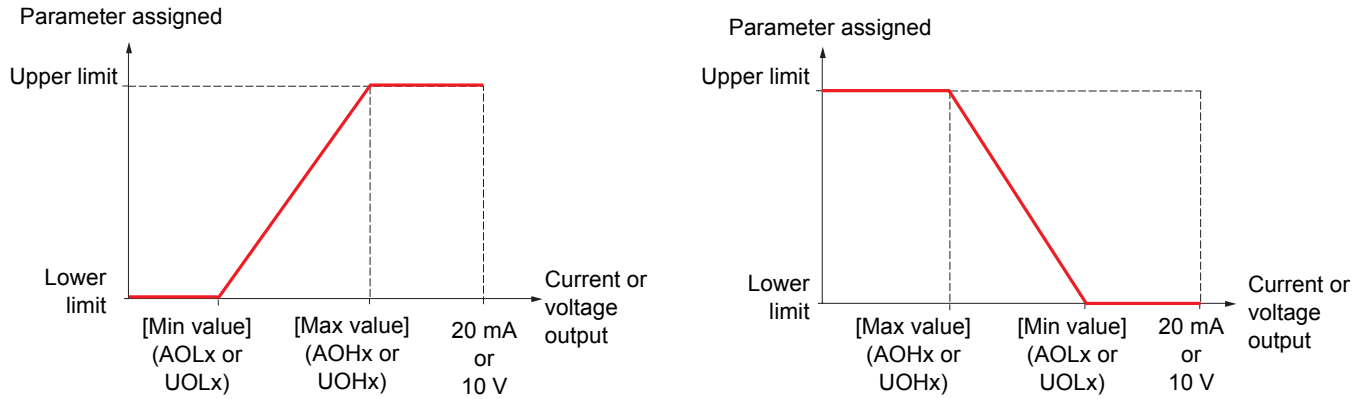 Parameter assigned
Upper limit
Lower
limit
[Min value]
(AOLx or
UOLx)
[Max value]
(AOHx or
UOHx)
20 mA
or
10 V
Current or
voltage
output
Parameter assigned
Upper limit
Lower
limit
[Max value]
(AOHx or
UOHx)
[Min value]
(AOLx or
UOLx)
20 mA
or
10 V
Current or
voltage
output